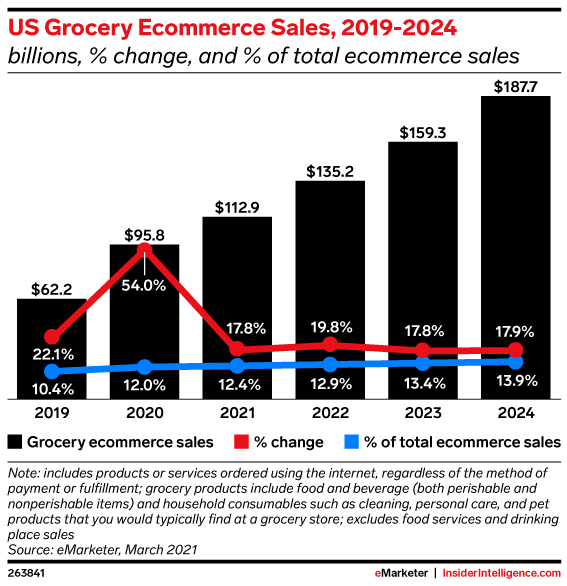 US Grocery Ecommerce Sales, 2019-2024
billions, % change, and % of total ecommerce sales
$187.7
$159.3
$135.2
$112.9
$95.8
$62.2
54.0%
22.1%
17.8%
19.8%
17.8%
17.9%
10.4%
12.0%
12.4%
12.9%
13.4%
13.9%
2019 2020 2021 2022 2023 2024
Grocery ecommerce sales % change % of total ecommerce sales
Note: includes products or services ordered using the internet, regardless of the method of
payment or fulfillment; grocery products include food and beverage (both perishable and
nonperishable items) and household consumables such as cleaning, personal care, and pet
products that you would typically find at a grocery store; excludes food services and drinking
place sales
Source: eMarketer, March 2021
263841 eMarketer | InsiderIntelligence.com